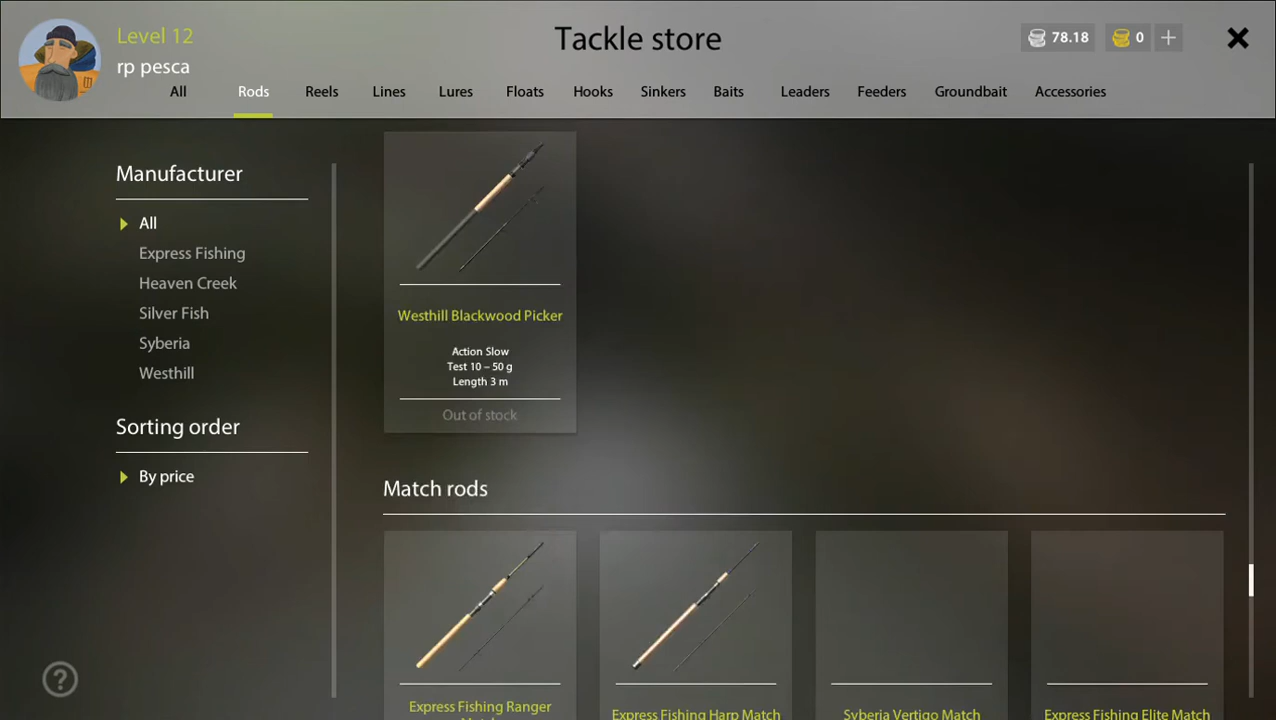 Level 12
rp pesca
Tackle store
78.18
0
All
Rods
Reels
Lines
Lures
Floats
Hooks
Sinkers
Baits
Leaders
Feeders
Groundbait
Accessories
Manufacturer
All
Express Fishing
Heaven Creek
Silver Fish
Syberia
Westhill
Sorting order
By price
?
Westhill Blackwood Picker
Action Slow
Test 10 – 50 g
Length 3 m
Out of stock
Match rods
Express Fishing Ranger
Express Fishing Harp Match
Syberia Vertigo Match
Express Fishing Elite Match